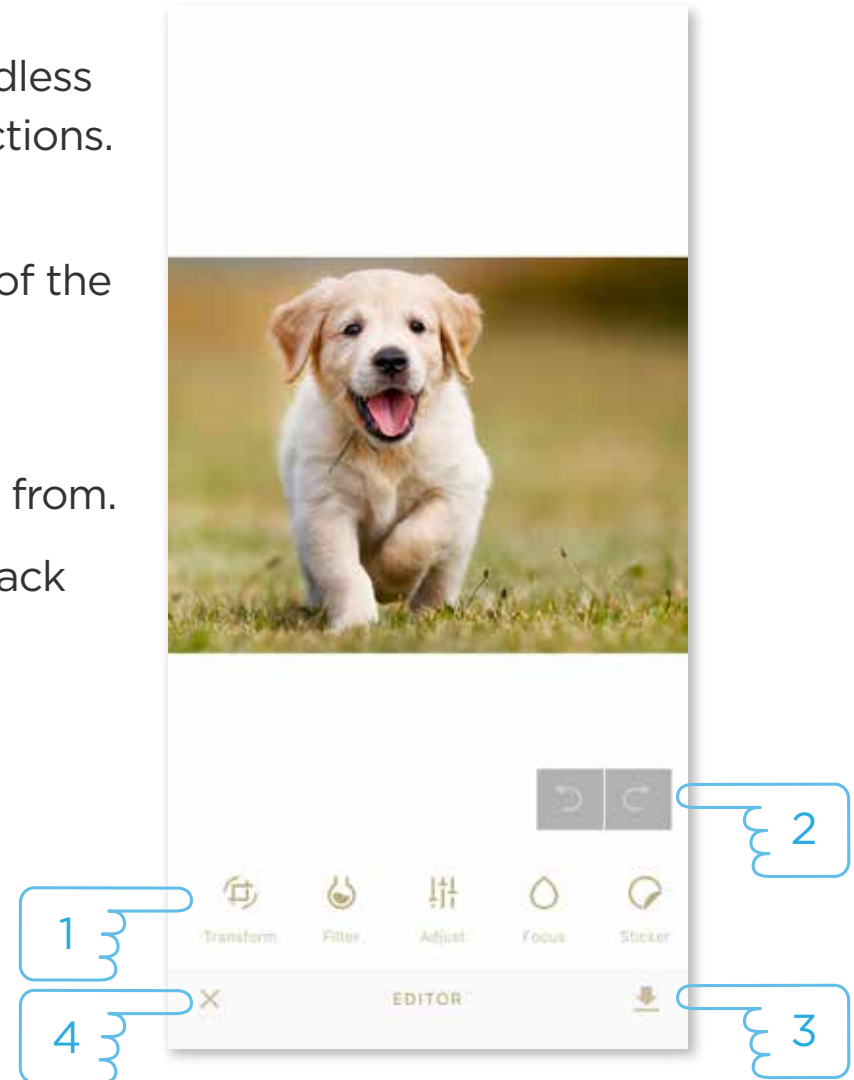 dless
ctions.
of the
from.
ack
2
Transform Filter Adjust Focus Sticker
1
EDITOR
4
3